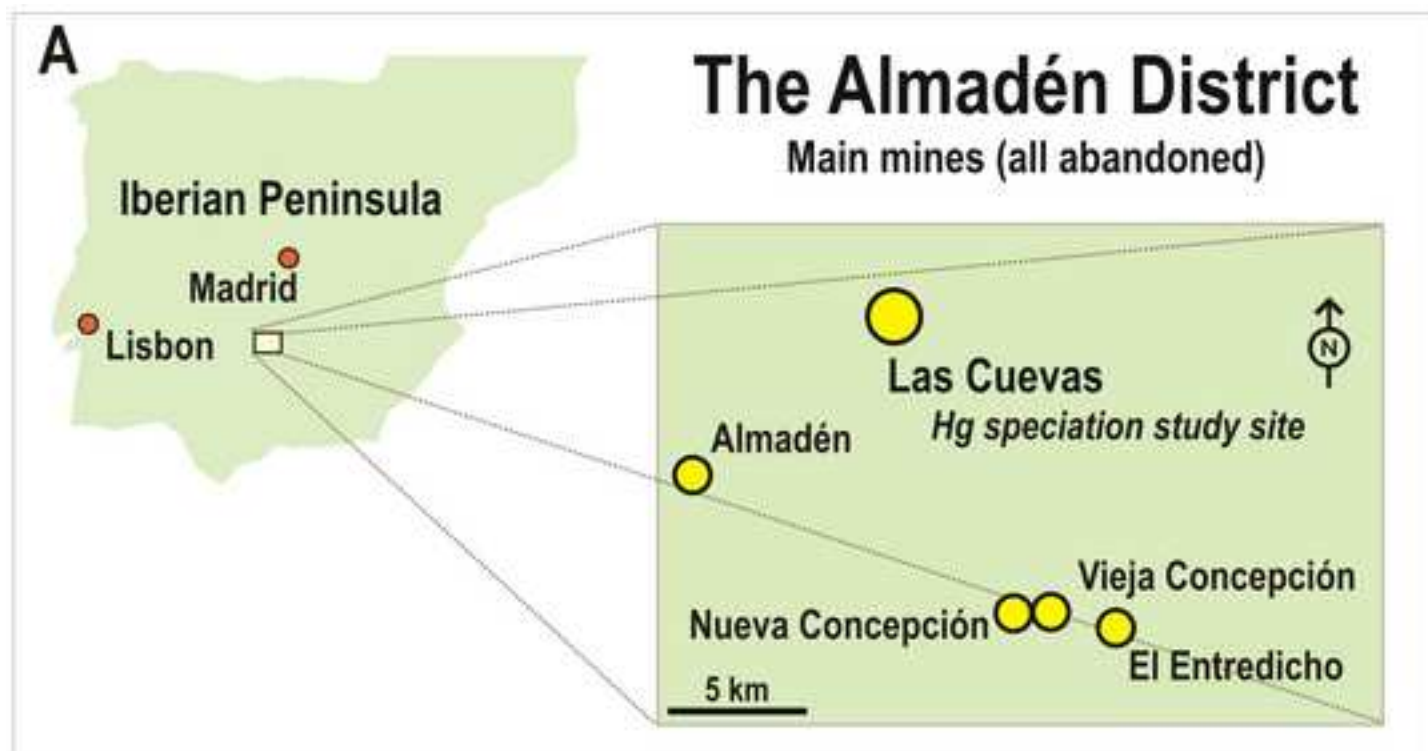 A
The Almadén District
Main mines (all abandoned)
Iberian Peninsula
Madrid
Lisbon
Las Cuevas
Hg speciation study site
N
Almadén
Vieja Concepción
Nueva Concepción
El Entredicho
5 km